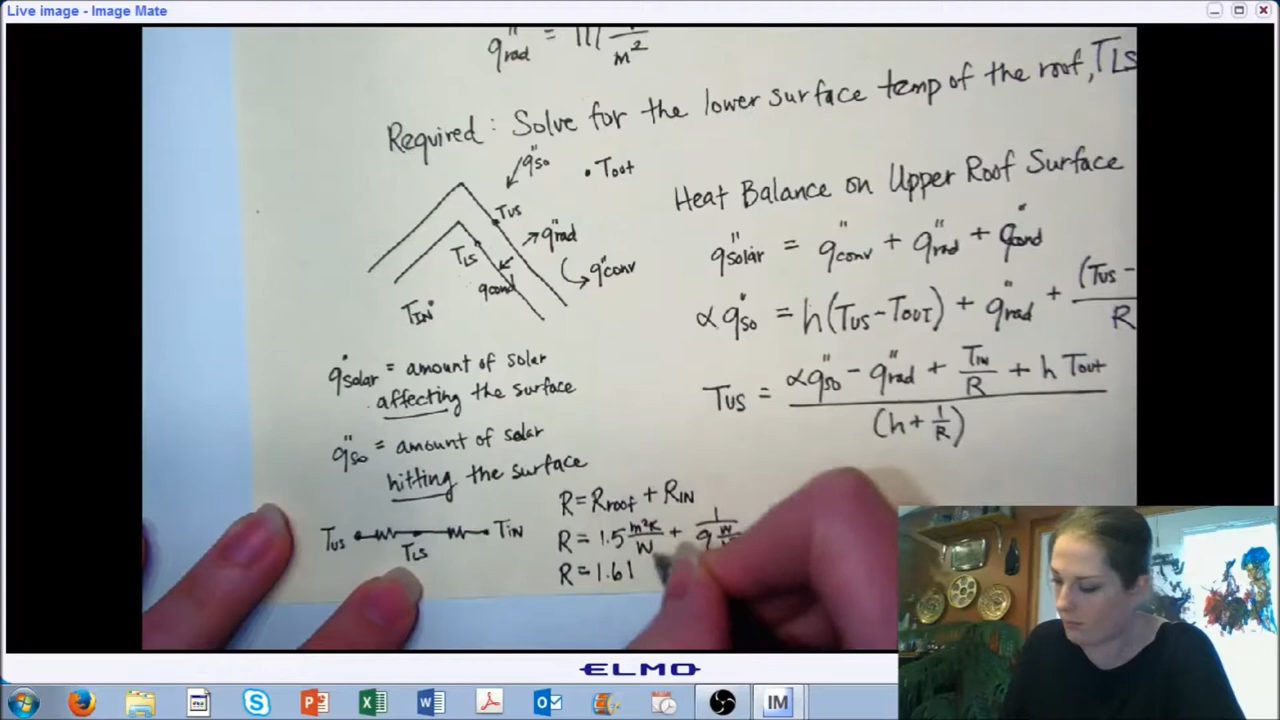 Live image - Image Mate
q"rad = 111 / m²
Required: Solve for the lower surface temp of the roof, TLS
q"so
• Tout
TUS
q"rad
TLS
q"conv
q"cond
TIN
Heat Balance on Upper Roof Surface
q"solar = q"conv + q"rad + q"cond
αq"so = h(TUS - TOUT) + q"rad + (TUS - / R
TUS = αq"so - q"rad + TIN/R + h Tout / (h + 1/R)
q"solar = amount of solar
affecting the surface
q"so = amount of solar
hitting the surface
TUS TLS TIN
R = Rroof + RIN
R = 1.5 m²K/W + 1 / 9 W
R = 1.61
ELMO
IM